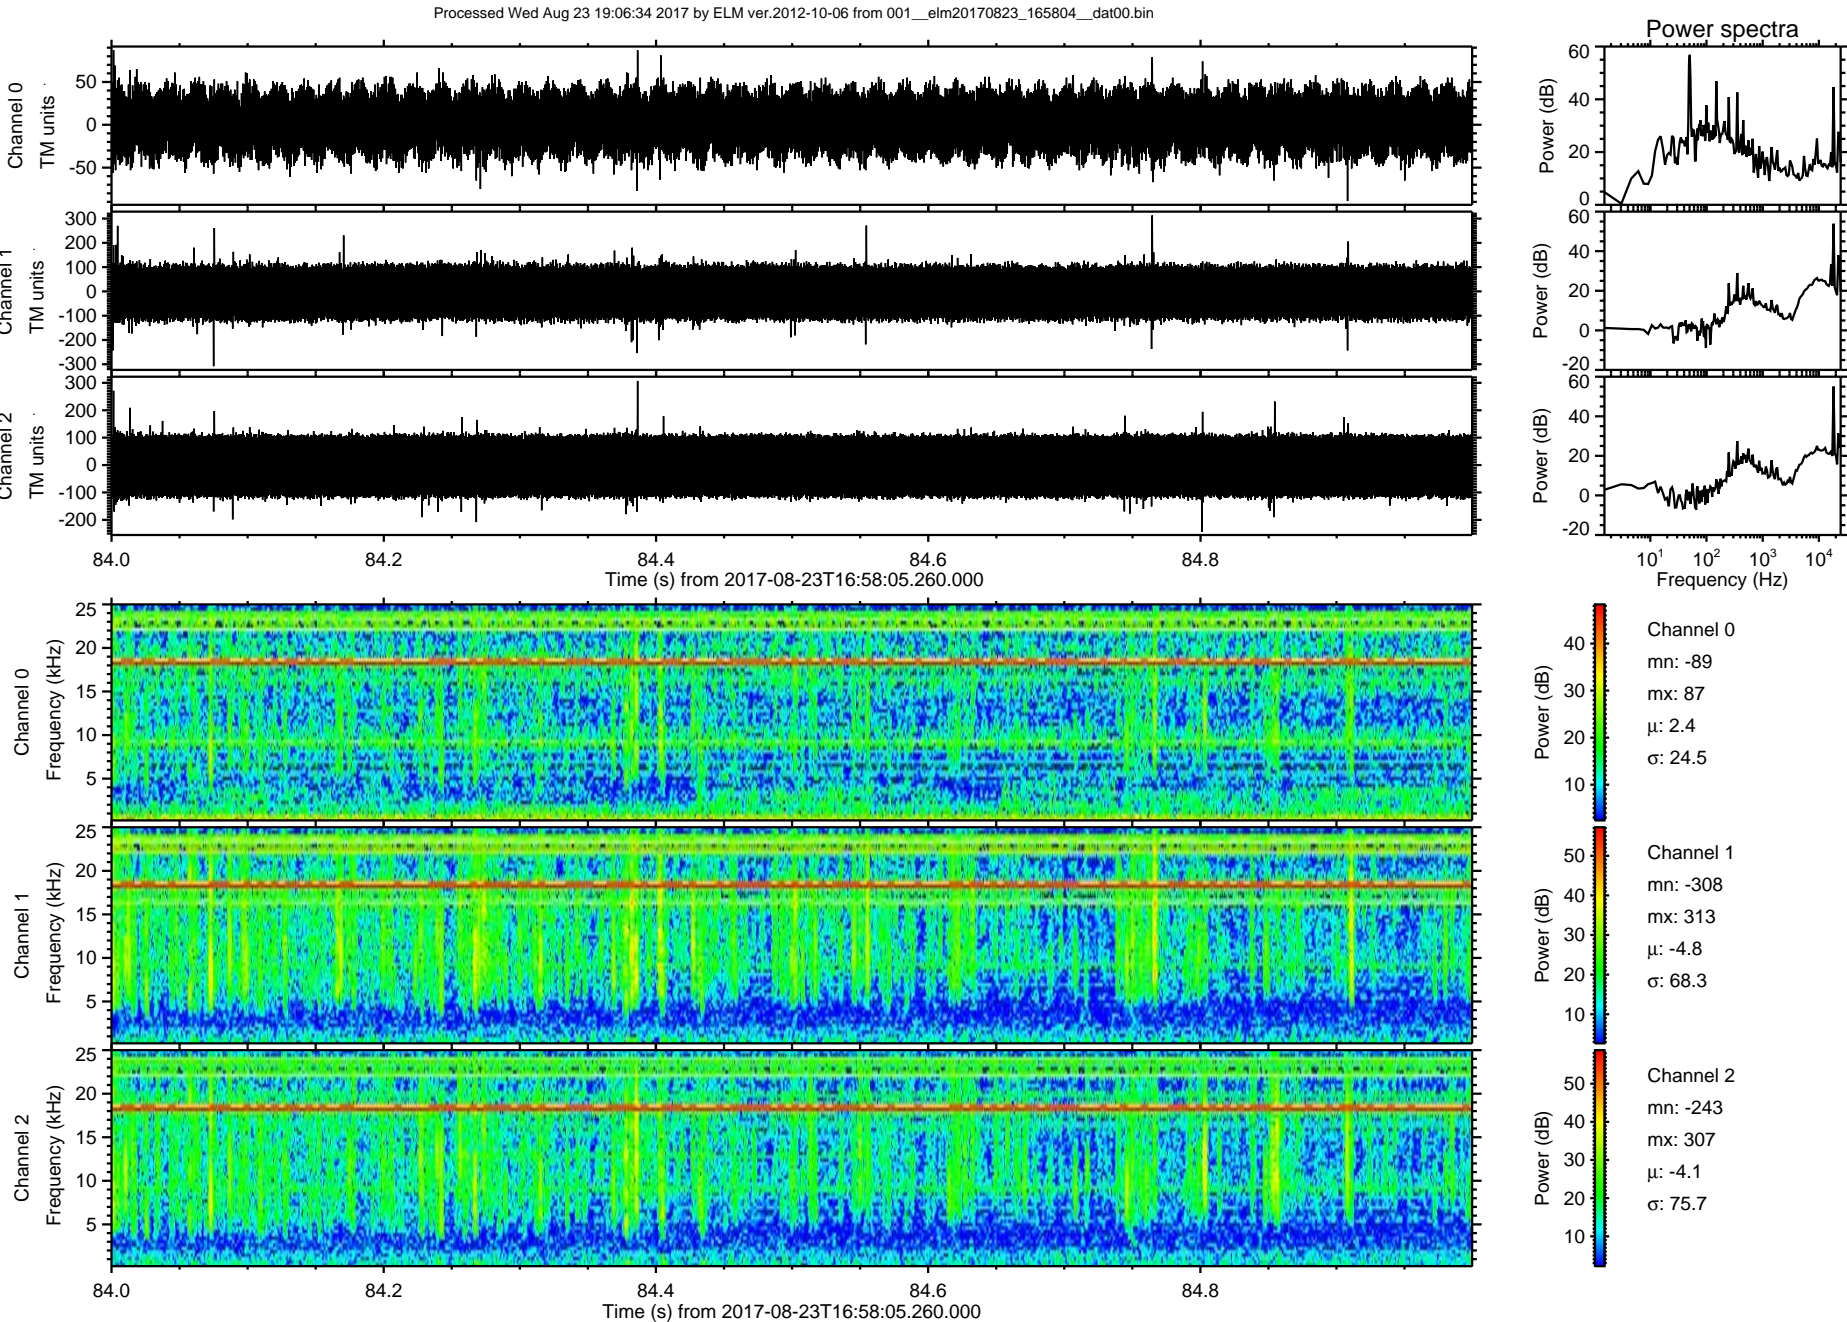 Processed Wed Aug 23 19:06:34 2017 by ELM ver.2012-10-06 from 001__elm20170823_165804__dat00.bin
Power spectra
Channel 0
TM units
50
0
-50
Power (dB)
60
40
20
0
Channel 1
TM units
300
200
100
0
-100
-200
-300
Power (dB)
60
40
20
0
-20
Channel 2
TM units
300
200
100
0
-100
-200
Power (dB)
60
40
20
0
-20
84.0 84.2 84.4 84.6 84.8
Time (s) from 2017-08-23T16:58:05.260.000
10^1 10^2 10^3 10^4
Frequency (Hz)
Channel 0
Frequency (kHz)
25
20
15
10
5
Power (dB)
40
30
20
10
Channel 0
mn: -89
mx: 87
μ: 2.4
σ: 24.5
Channel 1
Frequency (kHz)
25
20
15
10
5
Power (dB)
50
40
30
20
10
Channel 1
mn: -308
mx: 313
μ: -4.8
σ: 68.3
Channel 2
Frequency (kHz)
25
20
15
10
5
Power (dB)
50
40
30
20
10
Channel 2
mn: -243
mx: 307
μ: -4.1
σ: 75.7
84.0 84.2 84.4 84.6 84.8
Time (s) from 2017-08-23T16:58:05.260.000